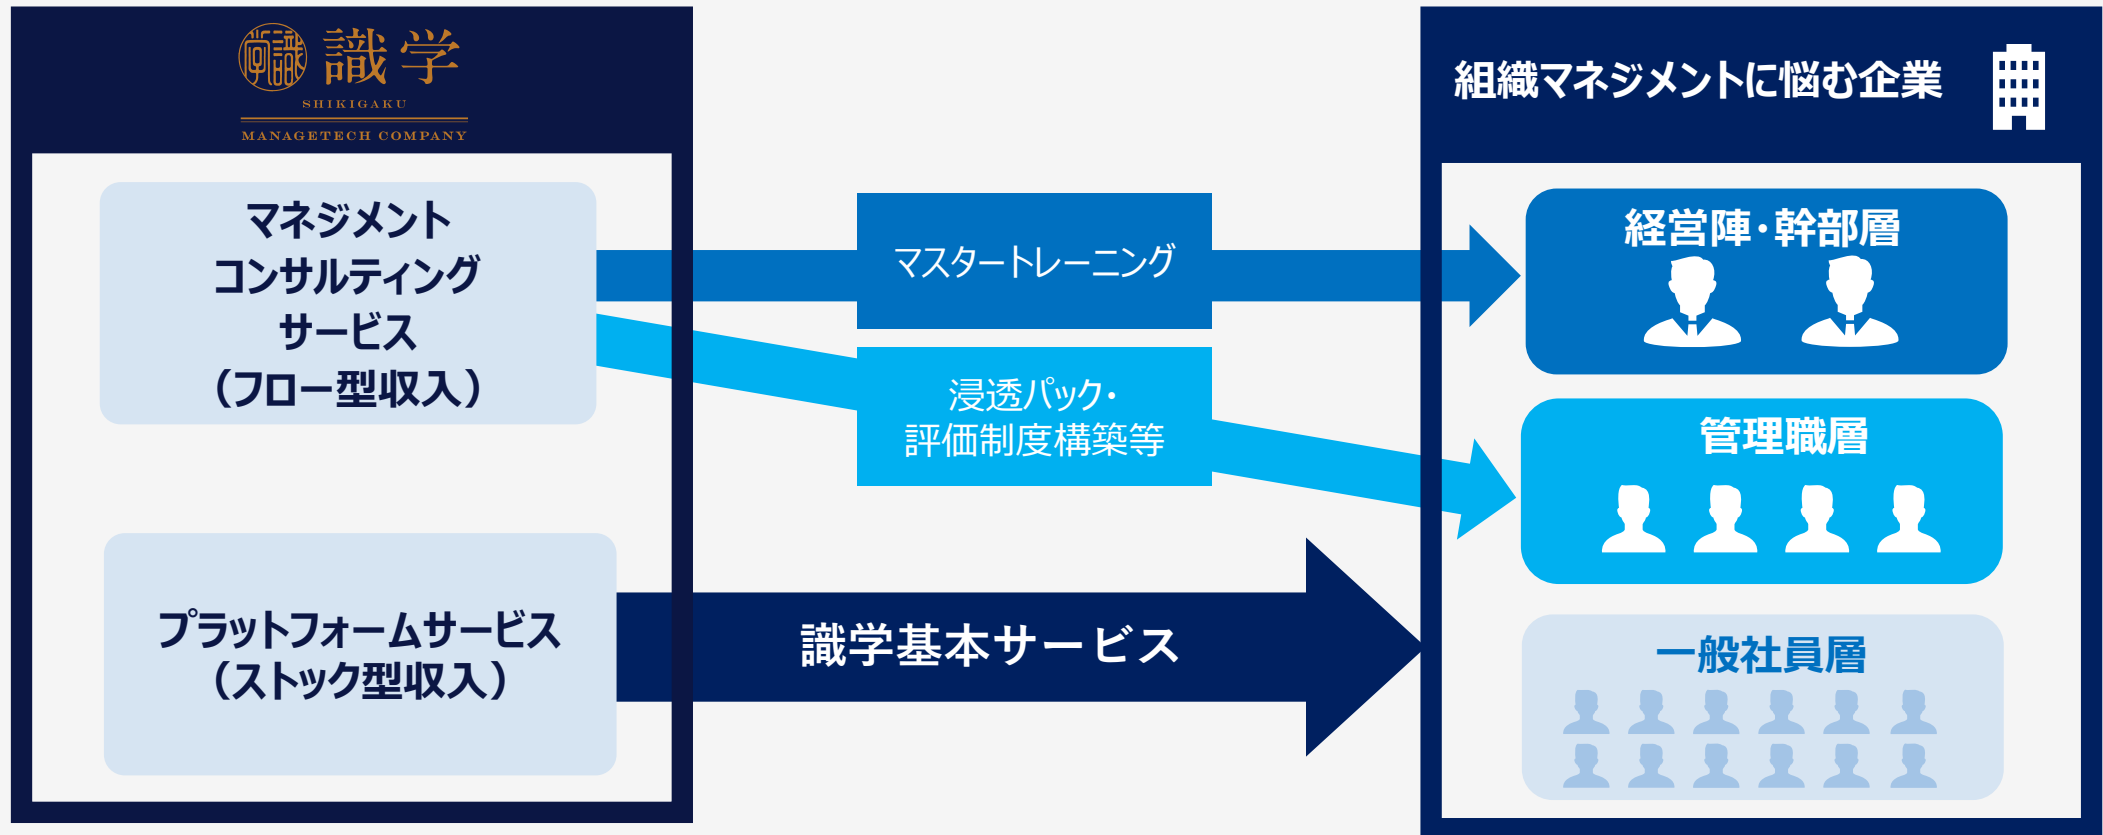 識学
SHIKIGAKU
MANAGETECH COMPANY
マネジメント
コンサルティング
サービス
（フロー型収入）
プラットフォームサービス
（ストック型収入）
マスタートレーニング
浸透パック・
評価制度構築等
識学基本サービス
組織マネジメントに悩む企業
経営陣・幹部層
管理職層
一般社員層